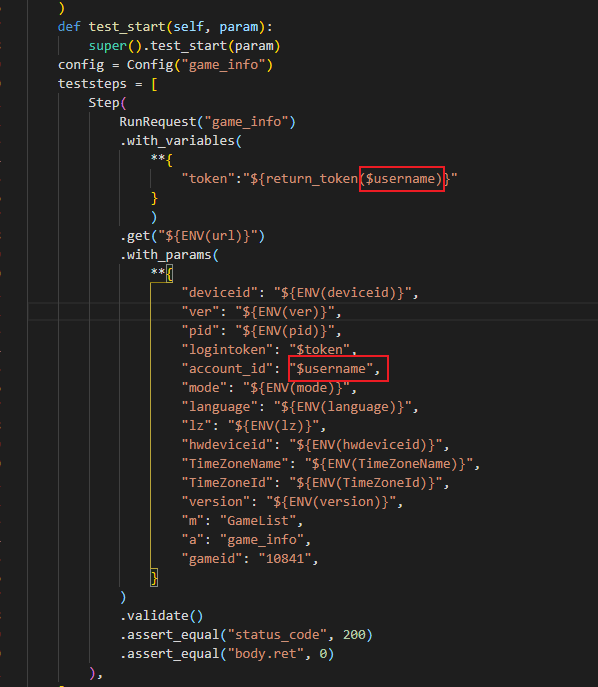 )
def test_start(self, param):
super().test_start(param)
config = Config("game_info")
teststeps = [
Step(
RunRequest("game_info")
.with_variables(
**{
"token":"${return_token($username)}"
}
)
.get("${ENV(url)}")
.with_params(
**{
"deviceid": "${ENV(deviceid)}",
"ver": "${ENV(ver)}",
"pid": "${ENV(pid)}",
"logintoken": "$token",
"account_id": "$username",
"mode": "${ENV(mode)}",
"language": "${ENV(language)}",
"lz": "${ENV(lz)}",
"hwdeviceid": "${ENV(hwdeviceid)}",
"TimeZoneName": "${ENV(TimeZoneName)}",
"TimeZoneId": "${ENV(TimeZoneId)}",
"version": "${ENV(version)}",
"m": "GameList",
"a": "game_info",
"gameid": "10841",
}
)
.validate()
.assert_equal("status_code", 200)
.assert_equal("body.ret", 0)
),